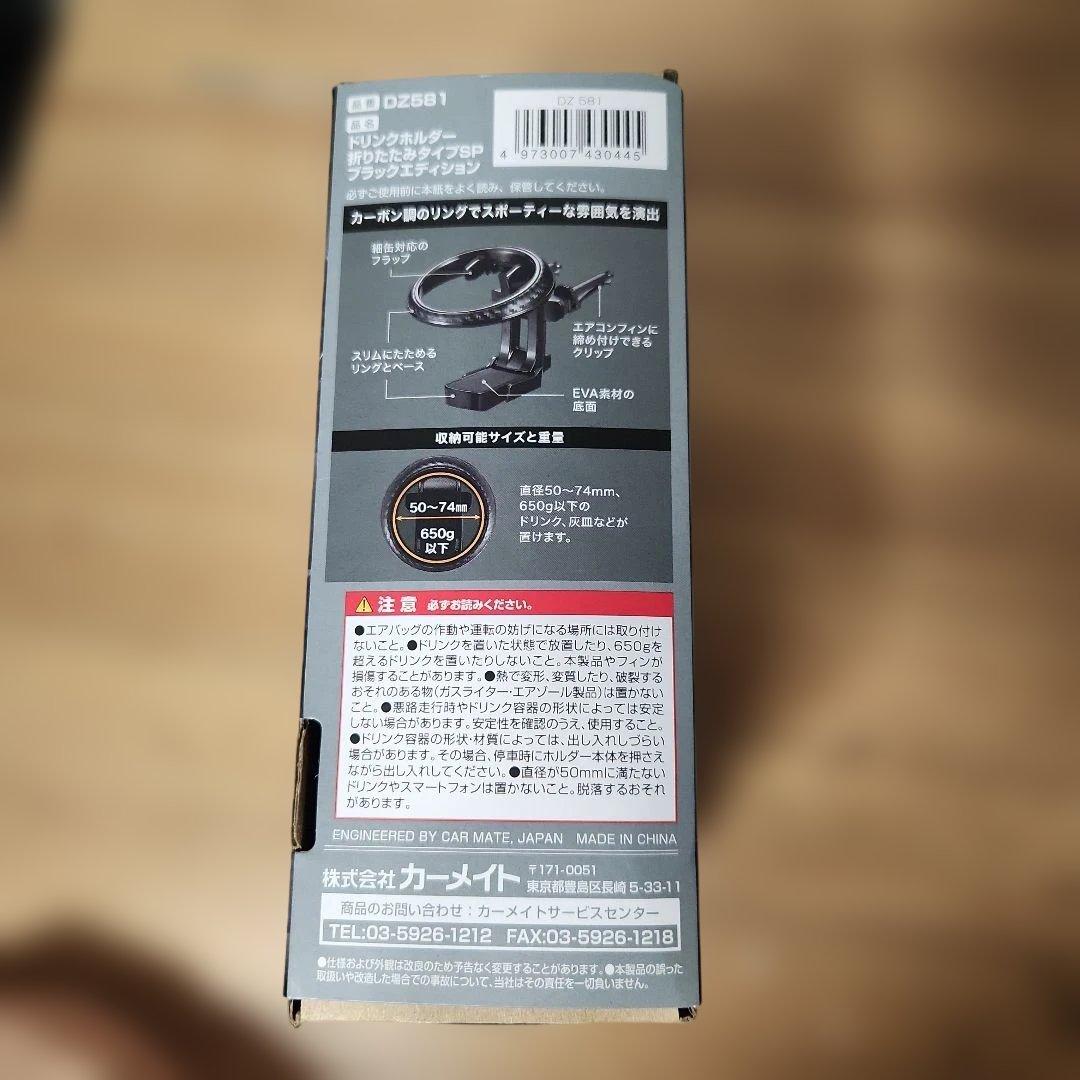 品番 DZ581
品名
ドリンクホルダー
折りたたみタイプSP
ブラックエディション
DZ 581
4 973007 430445
必ずご使用前に本紙をよく読み、保管してください。
カーボン調のリングでスポーティーな雰囲気を演出
細缶対応の
フラップ
エアコンフィンに
締め付けできる
クリップ
スリムにたためる
リングとベース
EVA素材の
底面
収納可能サイズと重量
50〜74mm
650g
以下
直径50〜74mm、
650g以下の
ドリンク、灰皿などが
置けます。
注意 必ずお読みください。
●エアバッグの作動や運転の妨げになる場所には取り付け
ないこと。●ドリンクを置いた状態で放置したり、650gを
超えるドリンクを置いたりしないこと。本製品やフィンが
損傷することがあります。●熱で変形、変質したり、破裂する
おそれのある物(ガスライター・エアゾール製品)は置かない
こと。●悪路走行時やドリンク容器の形状によっては安定
しない場合があります。安定性を確認のうえ、使用すること。
●ドリンク容器の形状・材質によっては、出し入れしづらい
場合があります。その場合、停車時にホルダー本体を押さえ
ながら出し入れしてください。●直径が50mmに満たない
ドリンクやスマートフォンは置かないこと。脱落するおそれ
があります。
ENGINEERED BY CAR MATE, JAPAN MADE IN CHINA
株式会社 カーメイト 〒171-0051
東京都豊島区長崎 5-33-11
商品のお問い合わせ：カーメイトサービスセンター
TEL:03-5926-1212 FAX:03-5926-1218
●仕様および外観は改良のため予告なく変更することがあります。●本製品の誤った
取扱いや改造した場合での事故について、当社はその責任を一切負いません。